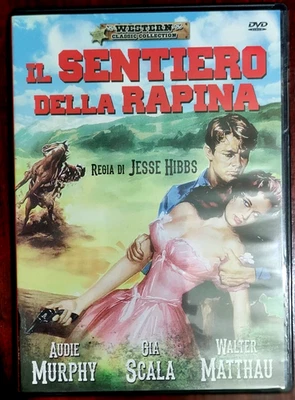 WESTERN
CLASSIC COLLECTION
DVD
IL SENTIERO
DELLA RAPINA
REGIA DI JESSE HIBBS
AUDIE MURPHY
GIA SCALA
WALTER MATTHAU